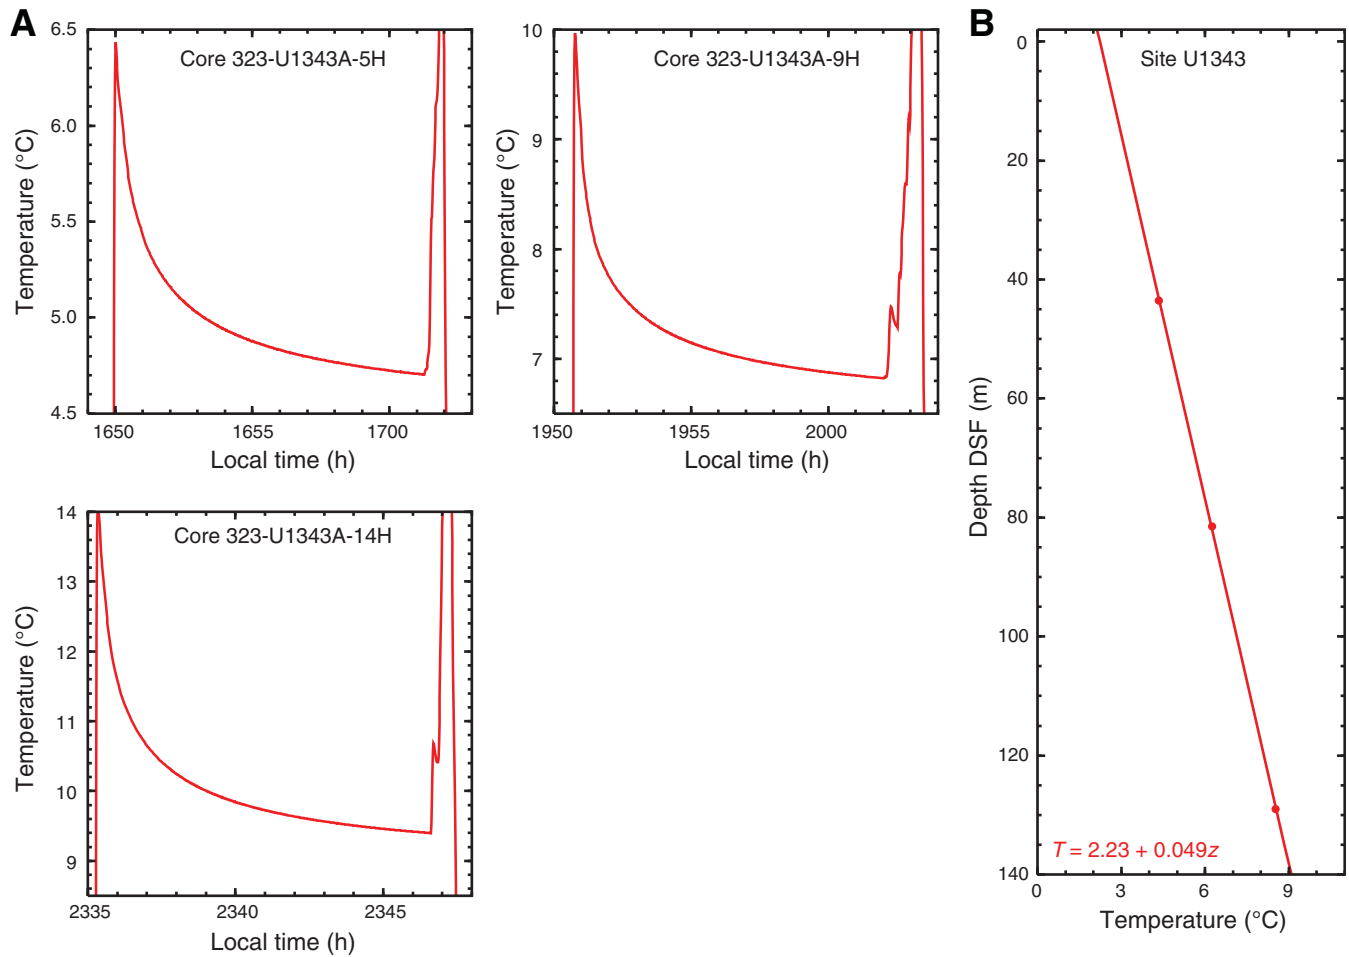 A
Core 323-U1343A-5H
Temperature (°C)
6.5
6.0
5.5
5.0
4.5
1650
1655
1700
Local time (h)
Core 323-U1343A-9H
Temperature (°C)
10
9
8
7
1950
1955
2000
Local time (h)
Core 323-U1343A-14H
Temperature (°C)
14
13
12
11
10
9
2335
2340
2345
Local time (h)
B
Site U1343
Depth DSF (m)
0
20
40
60
80
100
120
140
T = 2.23 + 0.049z
0
3
6
9
Temperature (°C)